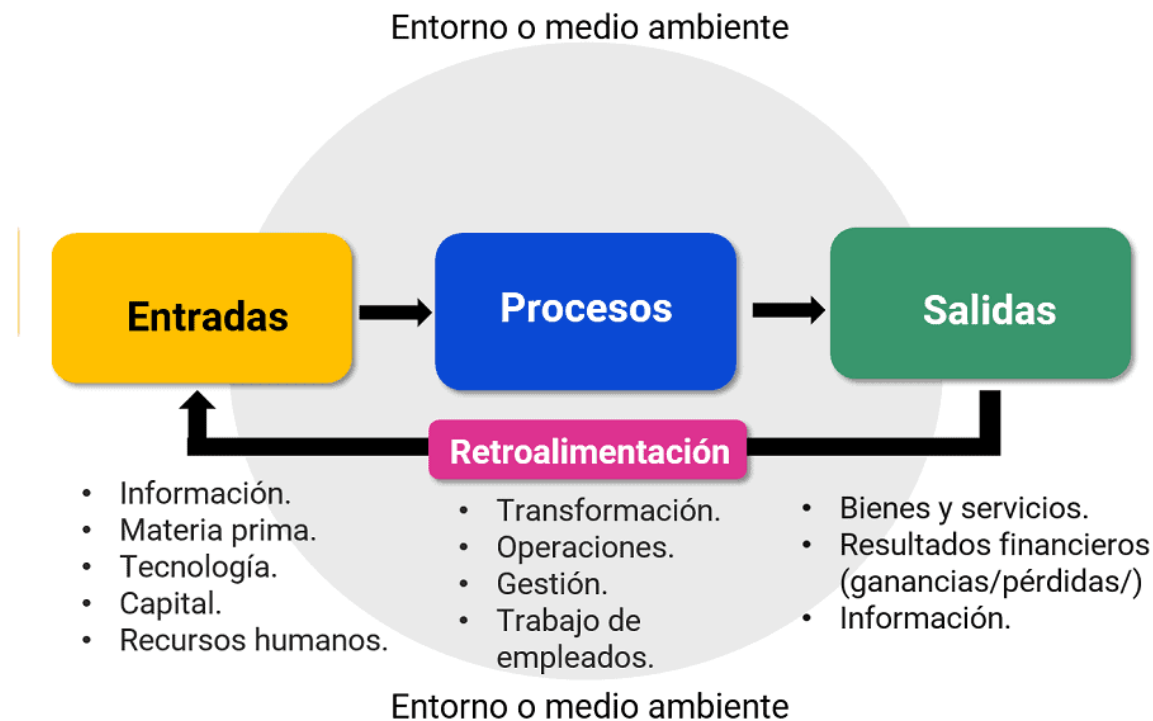 Entorno o medio ambiente
Entradas
Procesos
Salidas
Retroalimentación
• Información.
• Materia prima.
• Tecnología.
• Capital.
• Recursos humanos.
• Transformación.
• Operaciones.
• Gestión.
• Trabajo de
empleados.
• Bienes y servicios.
• Resultados financieros
(ganancias/pérdidas/)
• Información.
Entorno o medio ambiente